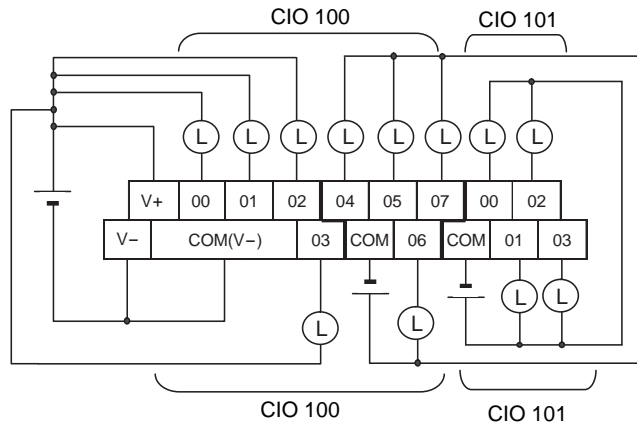 CIO 100 CIO 101
L L L L L L L L
V+ 00 01 02 04 05 07 00 02
V− COM(V−) 03 COM 06 COM 01 03
L L L L
CIO 100 CIO 101